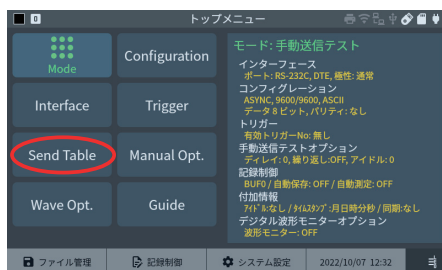 0 トップメニュー
Mode
Configuration
Interface
Trigger
Send Table
Manual Opt.
Wave Opt.
Guide
モード: 手動送信テスト
インターフェース
ポート: RS-232C, DTE, 極性: 通常
コンフィグレーション
ASYNC, 9600/9600, ASCII
データ 8 ビット, パリティ: なし
トリガー
有効トリガーNo: 無し
手動送信テストオプション
ディレイ: 0, 繰り返し:OFF, アイドル: 0
記録制御
BUF0 / 自動保存: OFF / 自動測定: OFF
付加情報
アイドル:なし / タイムスタンプ:月日時分秒 / 同期:なし
デジタル波形モニターオプション
波形モニター: OFF
ファイル管理 記録制御 システム設定 2022/10/07 12:32